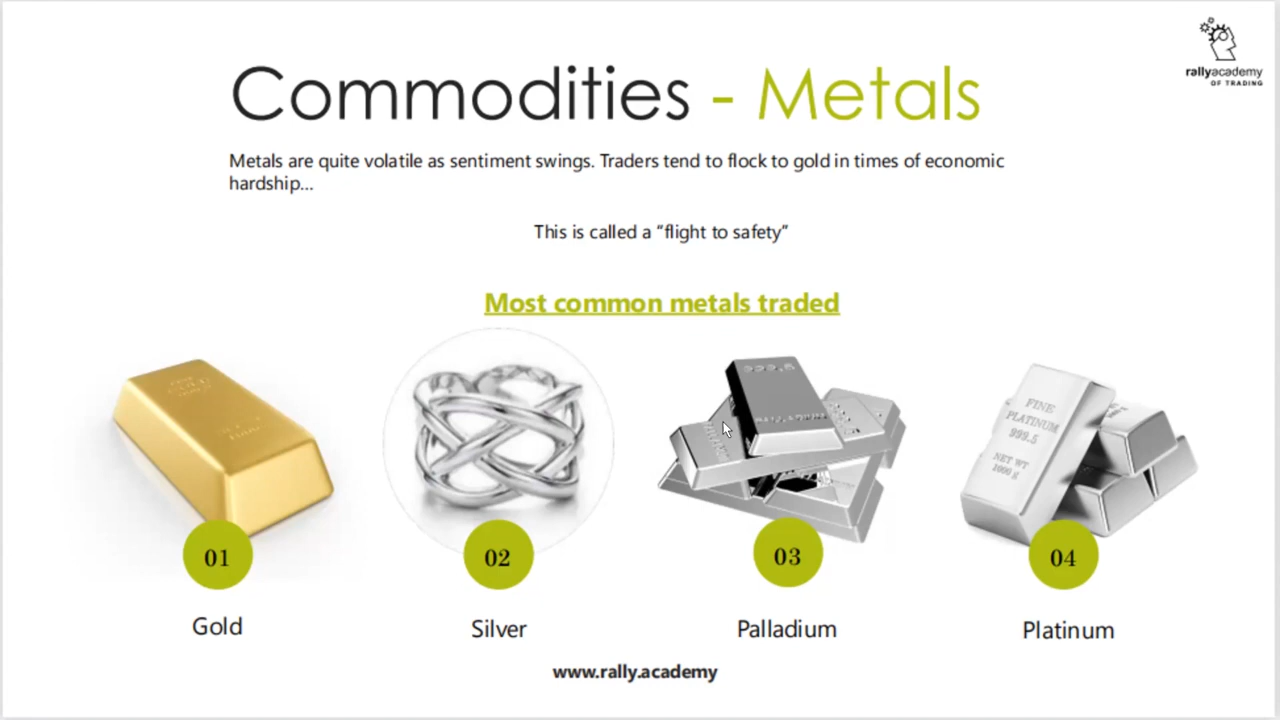 rallyacademy
OF TRADING
Commodities - Metals
Metals are quite volatile as sentiment swings. Traders tend to flock to gold in times of economic
hardship...
This is called a “flight to safety”
Most common metals traded
FINE
PLATINUM
999.5
NET WT
1000 g
01
02
03
04
Gold
Silver
Palladium
Platinum
www.rally.academy